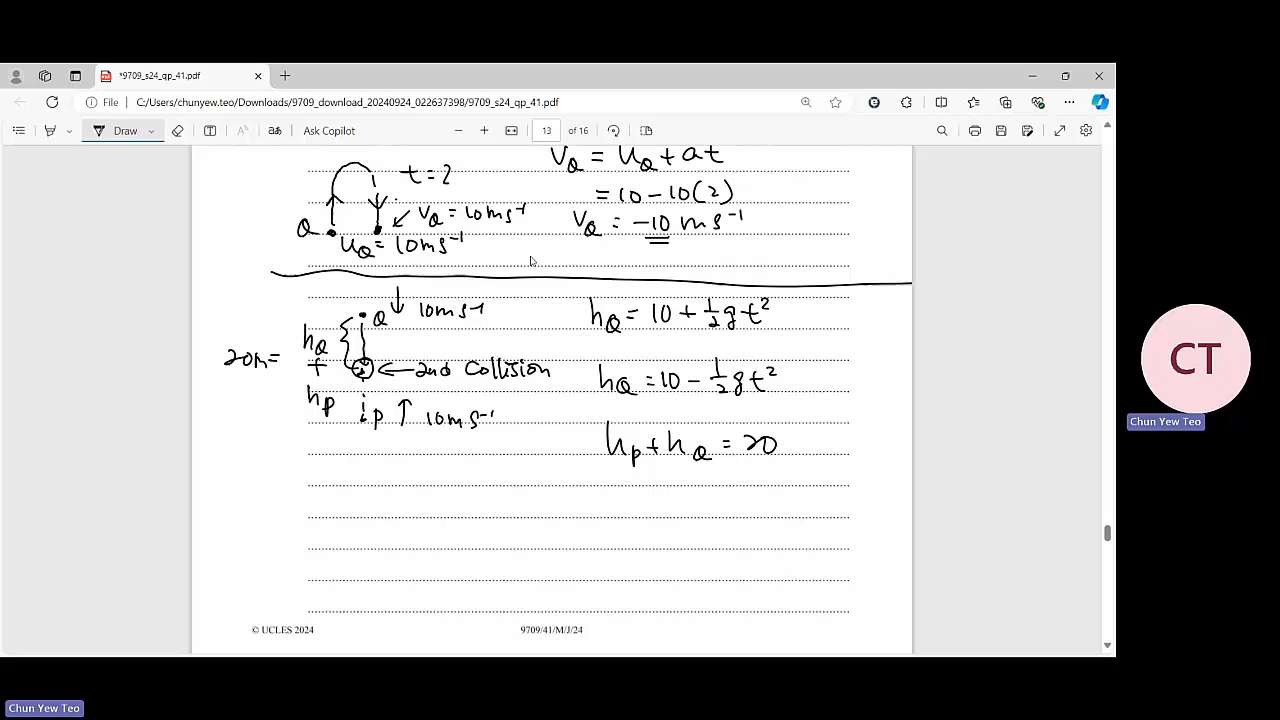 *9709_s24_qp_41.pdf
File C:/Users/chunyew.teo/Downloads/9709_download_20240924_022637398/9709_s24_qp_41.pdf
Draw Ask Copilot 13 of 16
t = 2
V_Q = U_Q + at
= 10 - 10(2)
V_Q = -10 ms⁻¹
V_Q = 10ms⁻¹
Q U_Q = 10ms⁻¹
Q ↓ 10ms⁻¹
h_Q = 10 + ½gt²
20m = h_Q + h_P
← 2nd Collision
h_Q = 10 - ½gt²
P ↑ 10ms⁻¹
h_P + h_Q = 20
© UCLES 2024 9709/41/M/J/24
CT
Chun Yew Teo
Chun Yew Teo